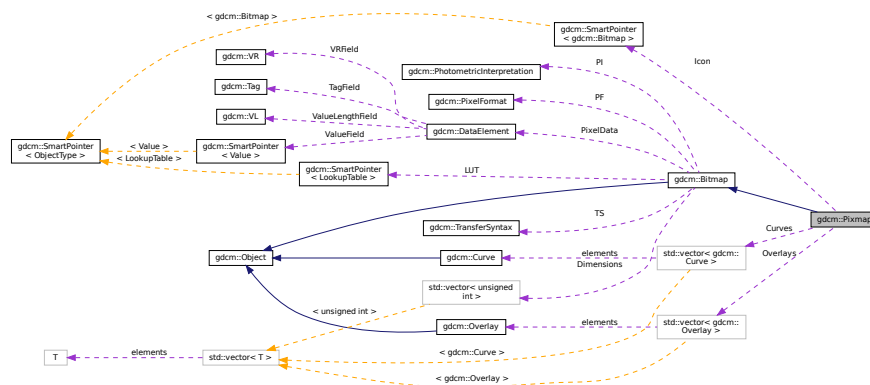 < gdcm::Bitmap >
gdcm::SmartPointer
< gdcm::Bitmap >
VRField
Icon
gdcm::VR
PI
gdcm::PhotometricInterpretation
TagField
gdcm::Tag
PF
gdcm::PixelFormat
ValueLengthField
gdcm::VL
PixelData
gdcm::DataElement
ValueField
gdcm::SmartPointer
< ObjectType >
< Value >
gdcm::SmartPointer
< Value >
< LookupTable >
gdcm::SmartPointer
< LookupTable >
LUT
gdcm::Bitmap
TS
gdcm::Pixmap
gdcm::TransferSyntax
Curves
gdcm::Object
gdcm::Curve
elements
std::vector< gdcm::
Curve >
Overlays
Dimensions
std::vector< unsigned
int >
< unsigned int >
gdcm::Overlay
elements
std::vector< gdcm::
Overlay >
T
elements
std::vector< T >
< gdcm::Curve >
< gdcm::Overlay >